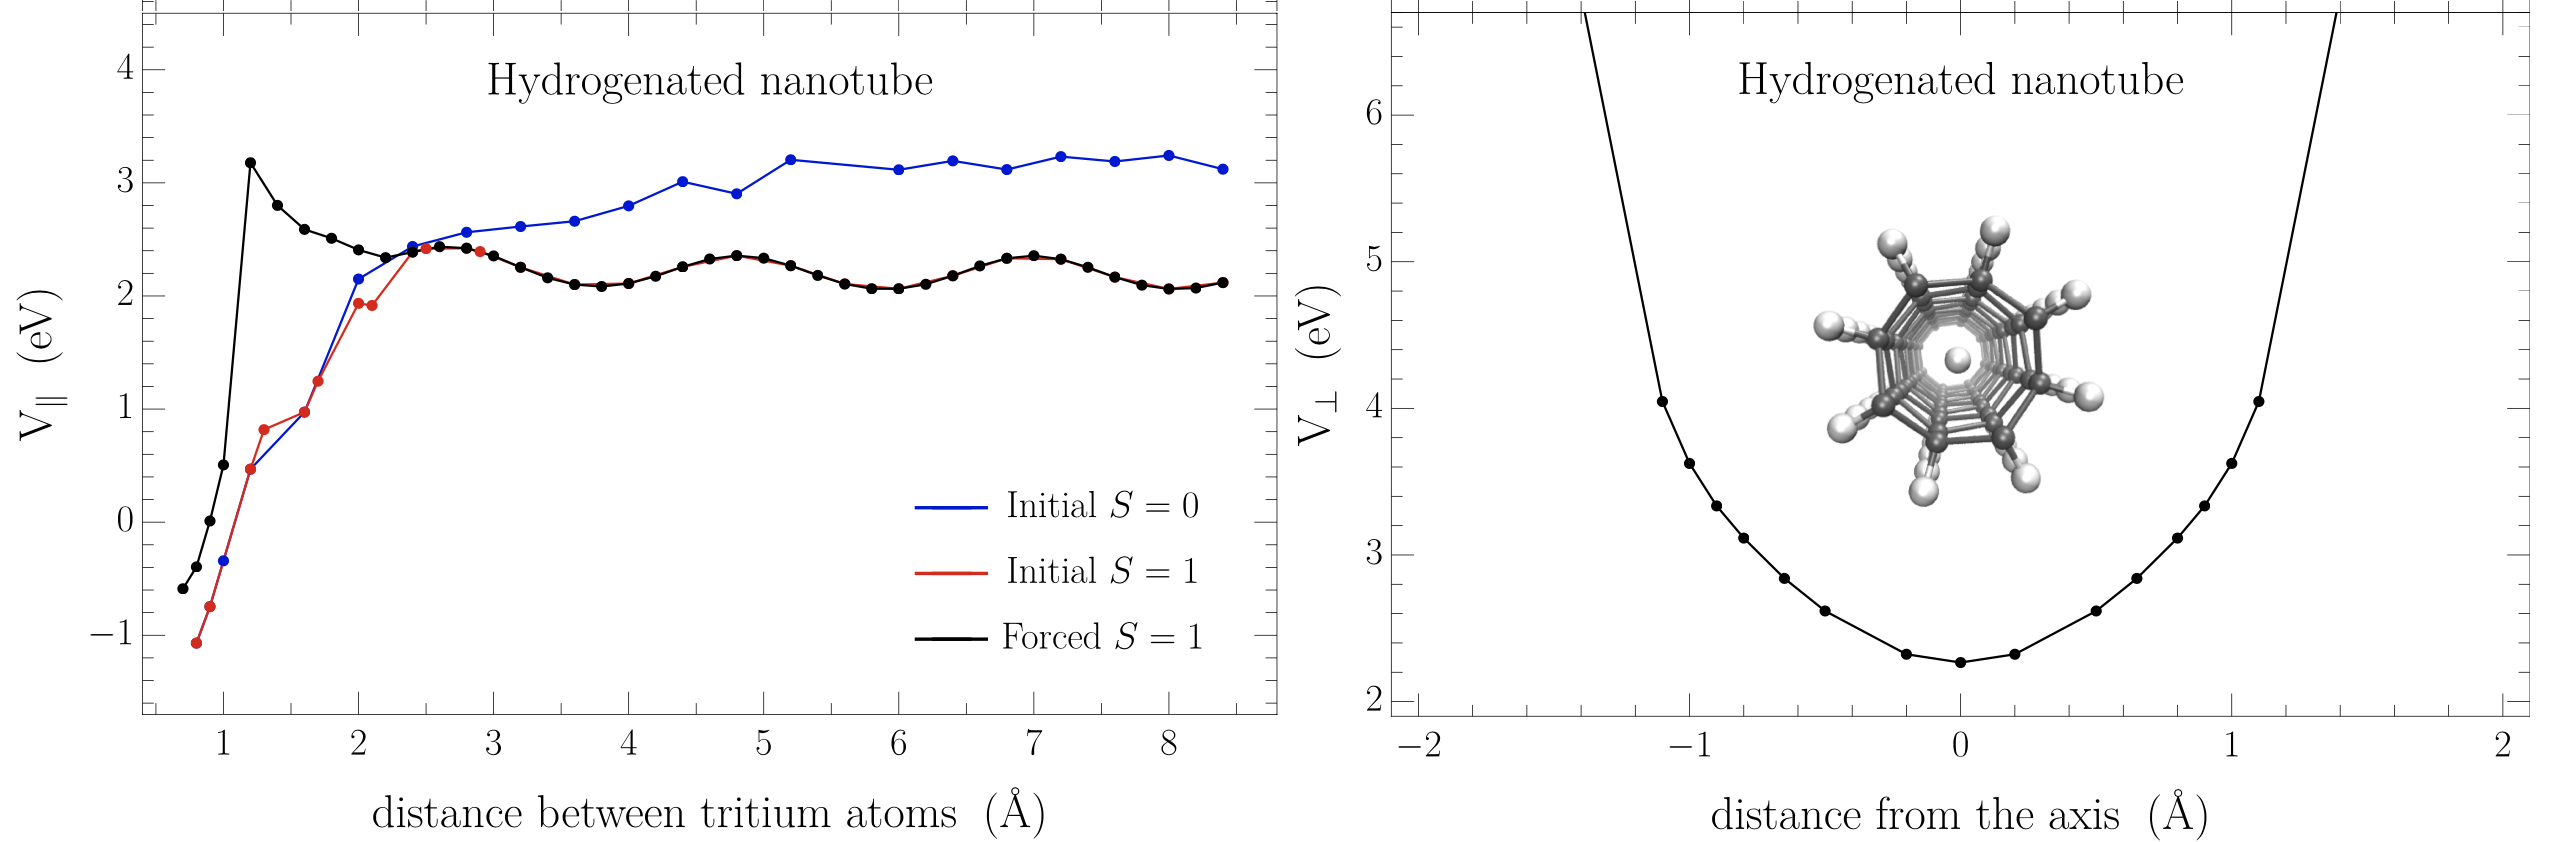 Hydrogenated nanotube
4
3
2
1
0
−1
V∥ (eV)
Initial S = 0
Initial S = 1
Forced S = 1
1 2 3 4 5 6 7 8
distance between tritium atoms (Å)
Hydrogenated nanotube
6
5
4
3
2
V⊥ (eV)
−2 −1 0 1 2
distance from the axis (Å)